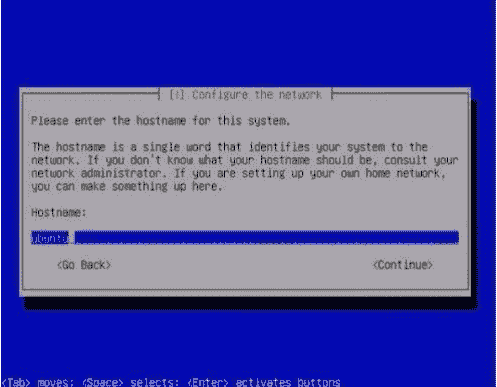 [!] Configure the network
Please enter the hostname for this system.
The hostname is a single word that identifies your system to the
network. If you don't know what your hostname should be, consult your
network administrator. If you are setting up your own home network,
you can make something up here.
Hostname:
ubuntu
<Go Back> <Continue>
<Tab> moves; <Space> selects; <Enter> activates buttons